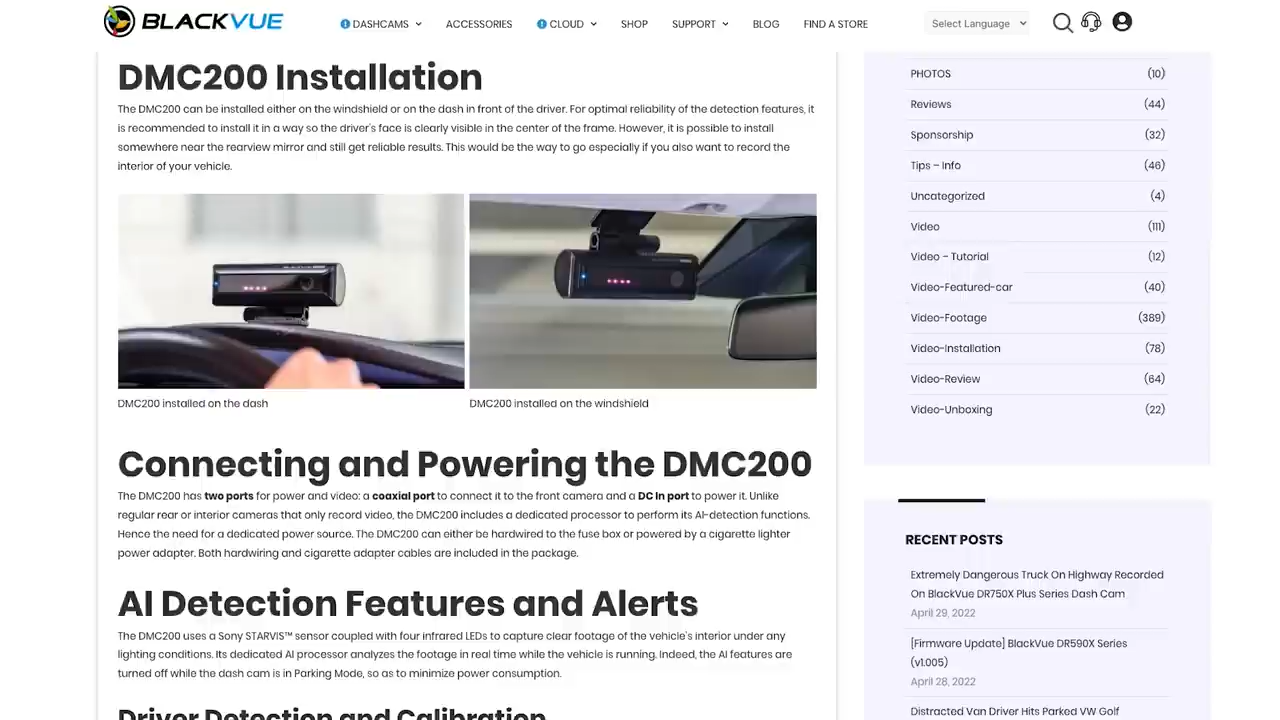 BLACKVUE
DASHCAMS
ACCESSORIES
CLOUD
SHOP
SUPPORT
BLOG
FIND A STORE
Select Language
DMC200 Installation
The DMC200 can be installed either on the windshield or on the dash in front of the driver. For optimal reliability of the detection features, it
is recommended to install it in a way so the driver's face is clearly visible in the center of the frame. However, it is possible to install
somewhere near the rearview mirror and still get reliable results. This would be the way to go especially if you also want to record the
interior of your vehicle.
DMC200 installed on the dash
DMC200 installed on the windshield
Connecting and Powering the DMC200
The DMC200 has two ports for power and video: a coaxial port to connect it to the front camera and a DC In port to power it. Unlike
regular rear or interior cameras that only record video, the DMC200 includes a dedicated processor to perform its AI-detection functions.
Hence the need for a dedicated power source. The DMC200 can either be hardwired to the fuse box or powered by a cigarette lighter
power adapter. Both hardwiring and cigarette adapter cables are included in the package.
AI Detection Features and Alerts
The DMC200 uses a Sony STARVIS™ sensor coupled with four infrared LEDs to capture clear footage of the vehicle's interior under any
lighting conditions. Its dedicated AI processor analyzes the footage in real time while the vehicle is running. Indeed, the AI features are
turned off while the dash cam is in Parking Mode, so as to minimize power consumption.
Driver Detection and Calibration
PHOTOS (10)
Reviews (44)
Sponsorship (32)
Tips – Info (46)
Uncategorized (4)
Video (111)
Video – Tutorial (12)
Video-Featured-car (40)
Video-Footage (389)
Video-Installation (78)
Video-Review (64)
Video-Unboxing (22)
RECENT POSTS
Extremely Dangerous Truck On Highway Recorded
On BlackVue DR750X Plus Series Dash Cam
April 29, 2022
[Firmware Update] BlackVue DR590X Series
(v1.005)
April 28, 2022
Distracted Van Driver Hits Parked VW Golf